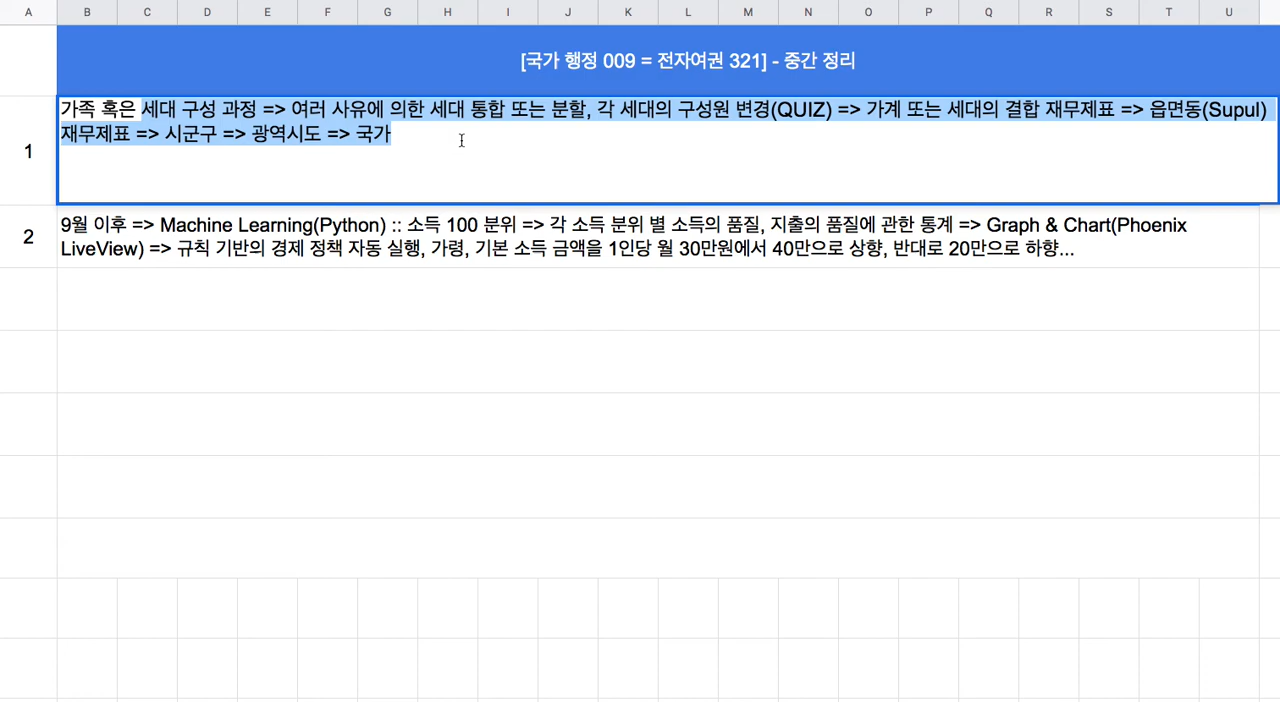 A B C D E F G H I J K L M N O P Q R S T U
[국가 행정 009 = 전자여권 321] - 중간 정리
1
가족 혹은 세대 구성 과정 => 여러 사유에 의한 세대 통합 또는 분할, 각 세대의 구성원 변경(QUIZ) => 가계 또는 세대의 결합 재무제표 => 읍면동(Supul)
재무제표 => 시군구 => 광역시도 => 국가
2
9월 이후 => Machine Learning(Python) :: 소득 100 분위 => 각 소득 분위 별 소득의 품질, 지출의 품질에 관한 통계 => Graph & Chart(Phoenix
LiveView) => 규칙 기반의 경제 정책 자동 실행, 가령, 기본 소득 금액을 1인당 월 30만원에서 40만으로 상향, 반대로 20만으로 하향...